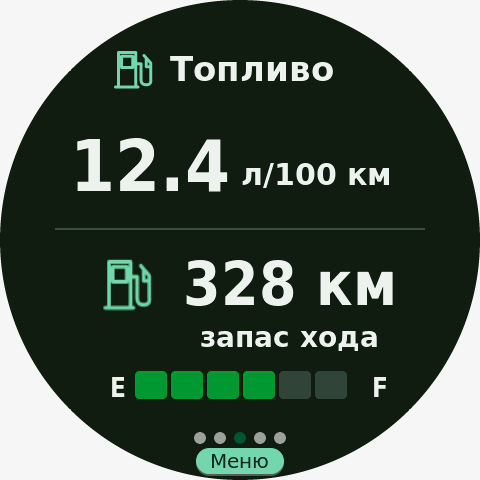 Топливо
12.4 л/100 км
328 км
запас хода
E F
Меню